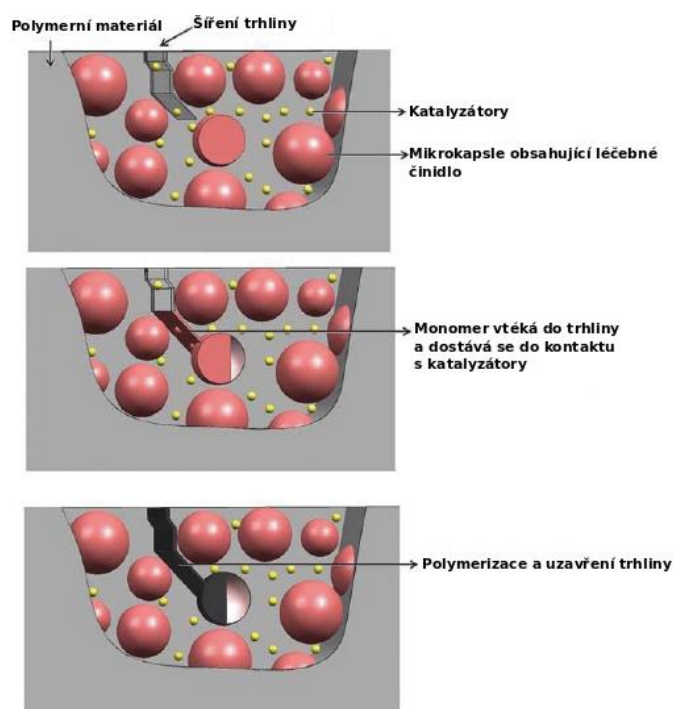 Polymerní materiál
Šíření trhliny
Katalyzátory
Mikrokapsle obsahující léčebné
činidlo
Monomer vtéká do trhliny
a dostává se do kontaktu
s katalyzátory
Polymerizace a uzavření trhliny